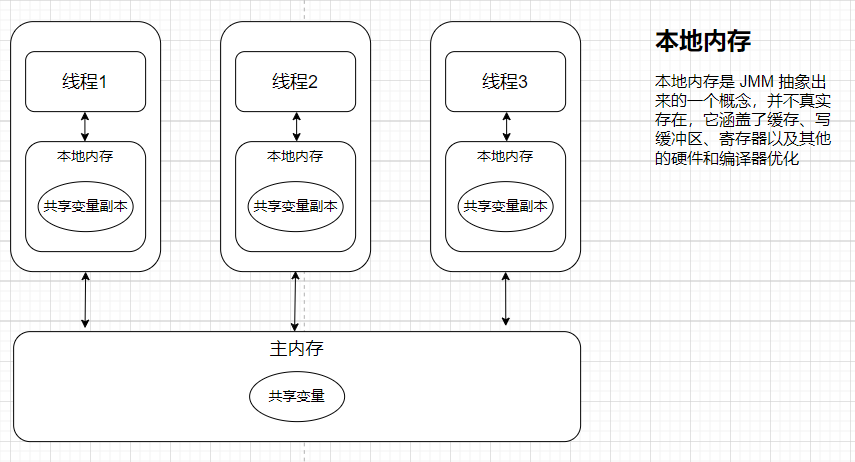 线程1
本地内存
共享变量副本
线程2
本地内存
共享变量副本
线程3
本地内存
共享变量副本
主内存
共享变量
本地内存
本地内存是 JMM 抽象出
来的一个概念，并不真实
存在，它涵盖了缓存、写
缓冲区、寄存器以及其他
的硬件和编译器优化